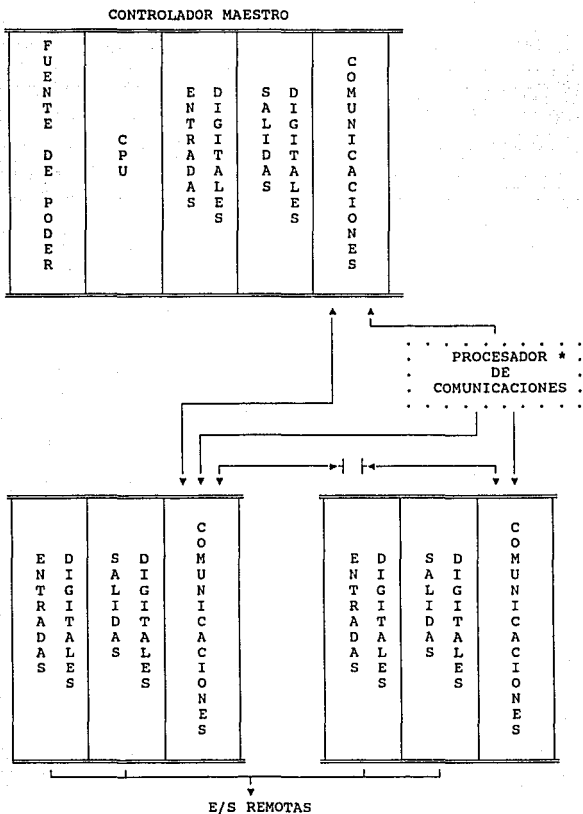 CONTROLADOR MAESTRO
FUENTE DE PODER
CPU
ENTRADAS
DIGITALES
SALIDAS
DIGITALES
COMUNICACIONES
PROCESADOR *
DE
COMUNICACIONES
ENTRADAS
DIGITALES
SALIDAS
DIGITALES
COMUNICACIONES
ENTRADAS
DIGITALES
SALIDAS
DIGITALES
COMUNICACIONES
E/S REMOTAS